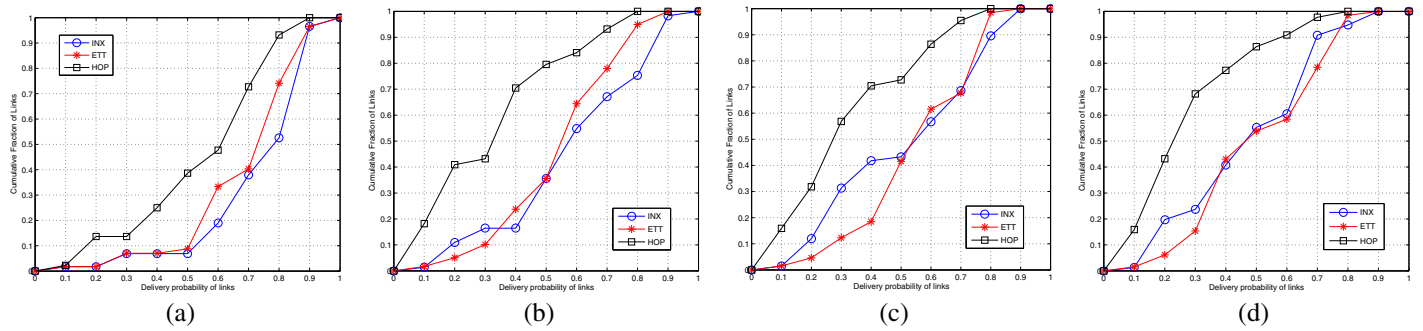 1
0.9
0.8
0.7
0.6
0.5
0.4
0.3
0.2
0.1
0
Cumulative Fraction of Links
INX
ETT
HOP
0 0.1 0.2 0.3 0.4 0.5 0.6 0.7 0.8 0.9 1
Delivery probability of links
(a)
1
0.9
0.8
0.7
0.6
0.5
0.4
0.3
0.2
0.1
0
Cumulative Fraction of Links
INX
ETT
HOP
0 0.1 0.2 0.3 0.4 0.5 0.6 0.7 0.8 0.9 1
Delivery probability of links
(b)
1
0.9
0.8
0.7
0.6
0.5
0.4
0.3
0.2
0.1
0
Cumulative Fraction of Links
INX
ETT
HOP
0 0.1 0.2 0.3 0.4 0.5 0.6 0.7 0.8 0.9 1
Delivery probability of links
(c)
1
0.9
0.8
0.7
0.6
0.5
0.4
0.3
0.2
0.1
0
Cumulative Fraction of Links
INX
ETT
HOP
0 0.1 0.2 0.3 0.4 0.5 0.6 0.7 0.8 0.9 1
Delivery probability of links
(d)